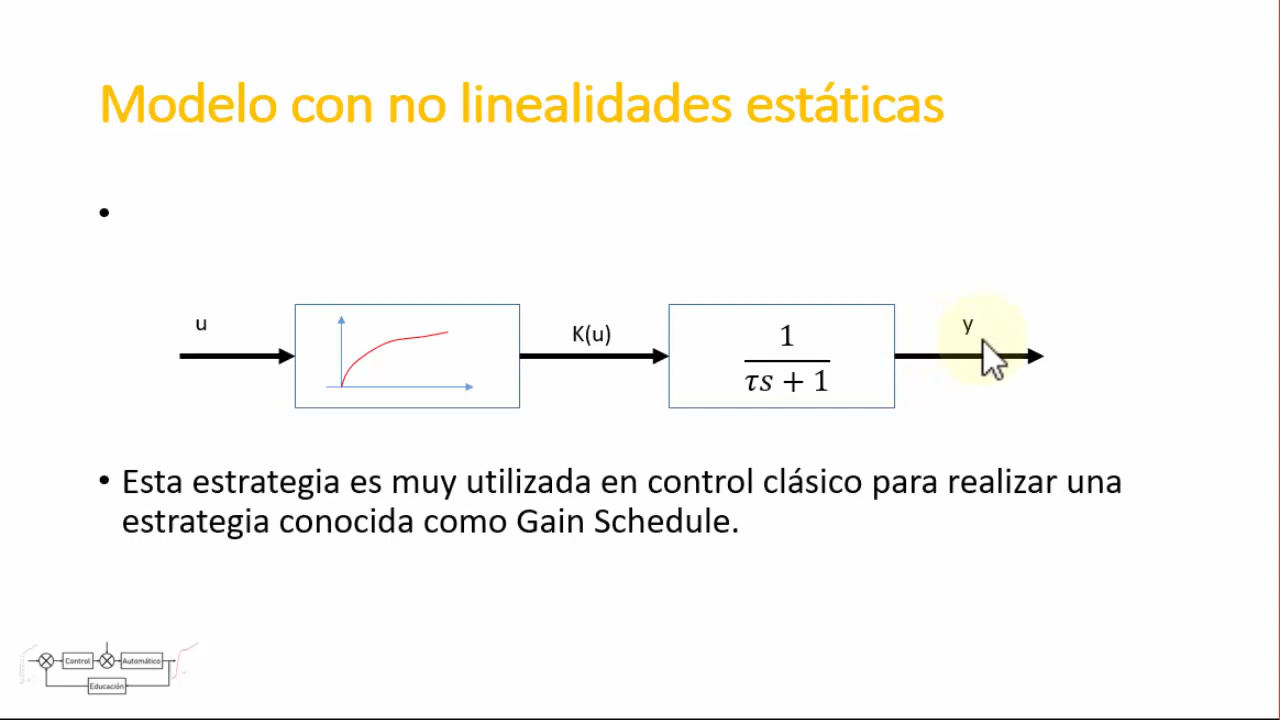 Modelo con no linealidades estáticas
•
u
K(u)
1
τs + 1
y
• Esta estrategia es muy utilizada en control clásico para realizar una
estrategia conocida como Gain Schedule.
Control
Automático
Educación